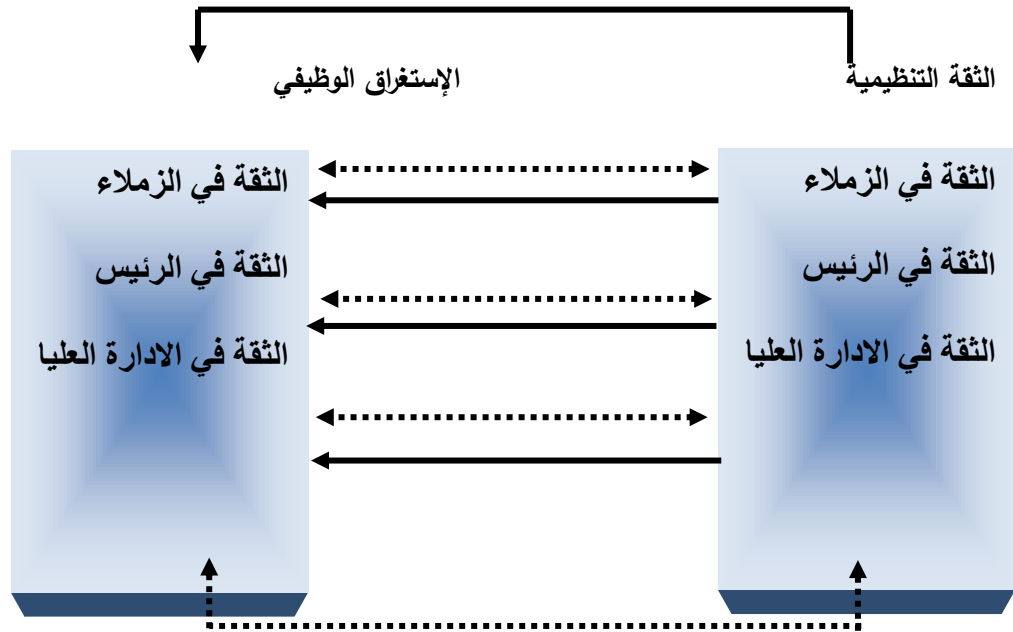 الثقة التنظيمية
الإستغراق الوظيفي
الثقة في الزملاء
الثقة في الرئيس
الثقة في الادارة العليا
الثقة في الزملاء
الثقة في الرئيس
الثقة في الادارة العليا